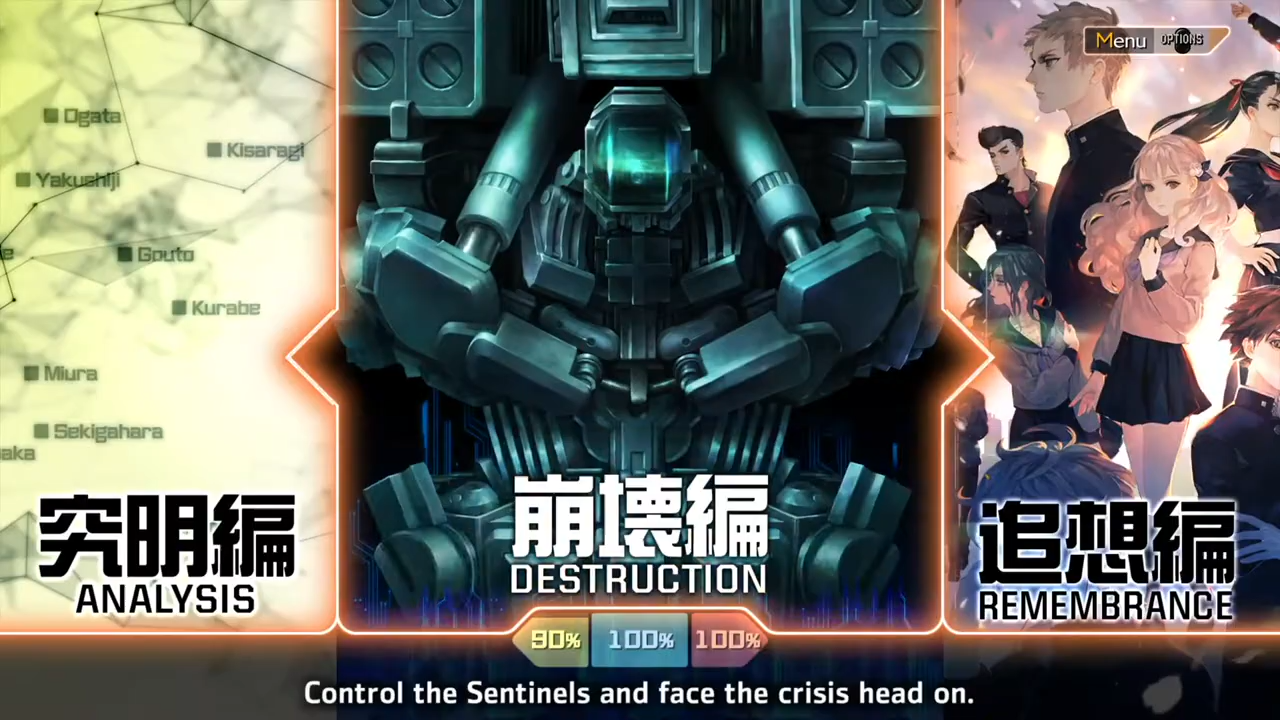 Menu OPTIONS
Ogata
Kisaragi
Yakushiji
e
Gouto
Kurabe
Miura
Sekigahara
aka
究明編
ANALYSIS
崩壊編
DESTRUCTION
追想編
REMEMBRANCE
90% 100% 100%
Control the Sentinels and face the crisis head on.